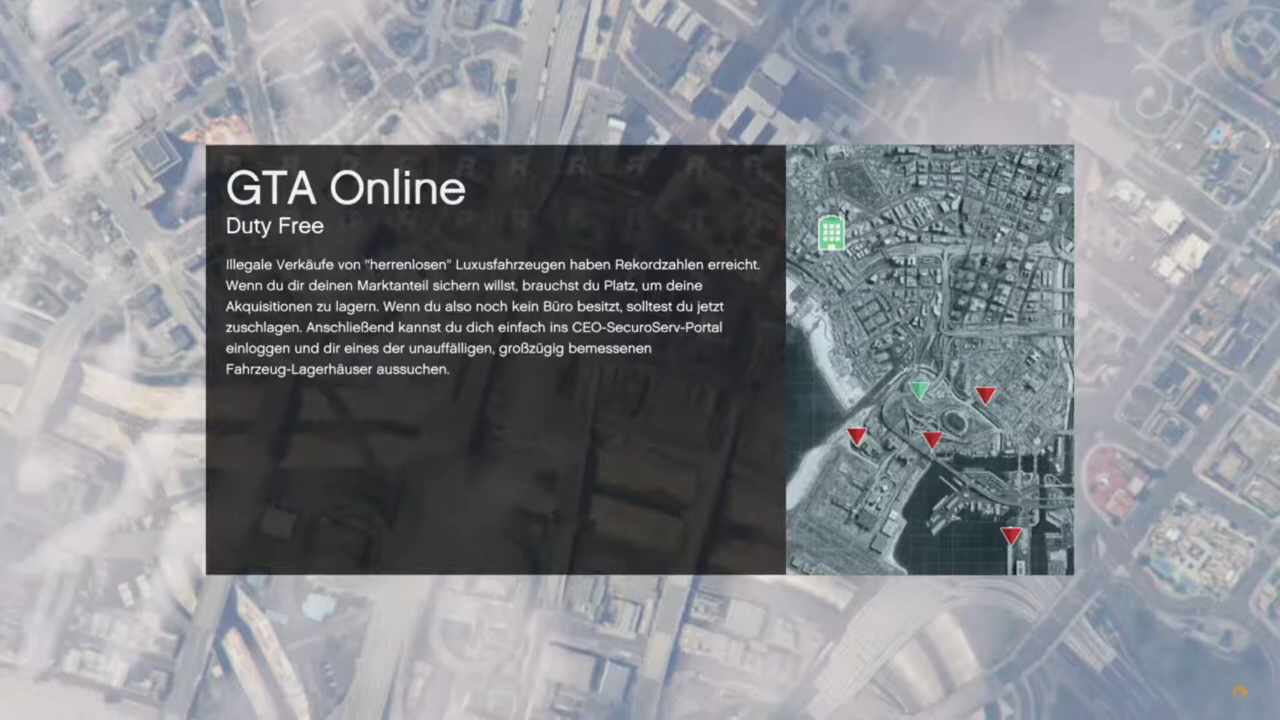 GTA Online
Duty Free
Illegale Verkäufe von "herrenlosen" Luxusfahrzeugen haben Rekordzahlen erreicht.
Wenn du dir deinen Marktanteil sichern willst, brauchst du Platz, um deine
Akquisitionen zu lagern. Wenn du also noch kein Büro besitzt, solltest du jetzt
zuschlagen. Anschließend kannst du dich einfach ins CEO-SecuroServ-Portal
einloggen und dir eines der unauffälligen, großzügig bemessenen
Fahrzeug-Lagerhäuser aussuchen.